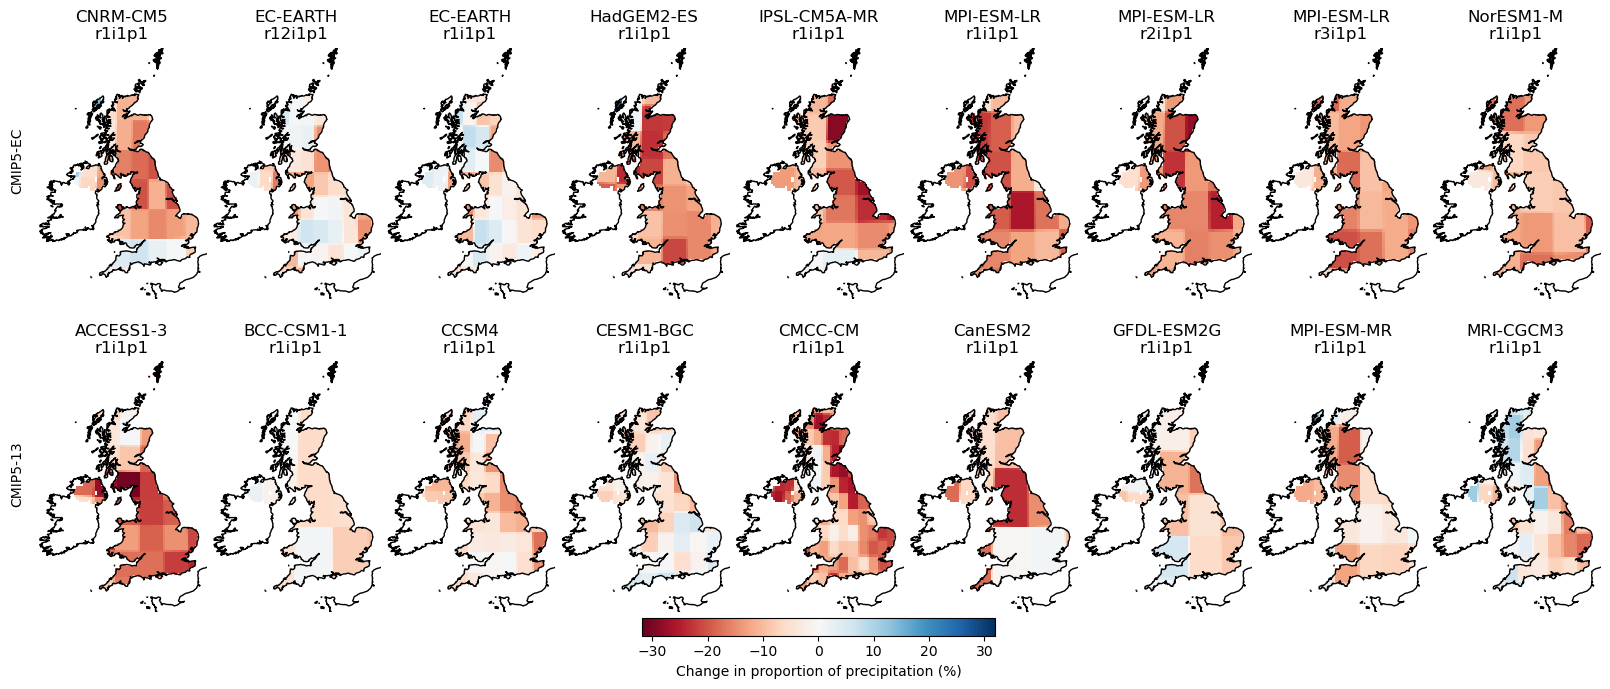 CNRM-CM5 EC-EARTH EC-EARTH HadGEM2-ES IPSL-CM5A-MR MPI-ESM-LR MPI-ESM-LR MPI-ESM-LR NorESM1-M
r1i1p1 r12i1p1 r1i1p1 r1i1p1 r1i1p1 r1i1p1 r2i1p1 r3i1p1 r1i1p1
CMIP5-EC
ACCESS1-3 BCC-CSM1-1 CCSM4 CESM1-BGC CMCC-CM CanESM2 GFDL-ESM2G MPI-ESM-MR MRI-CGCM3
r1i1p1 r1i1p1 r1i1p1 r1i1p1 r1i1p1 r1i1p1 r1i1p1 r1i1p1 r1i1p1
CMIP5-13
−30 −20 −10 0 10 20 30
Change in proportion of precipitation (%)